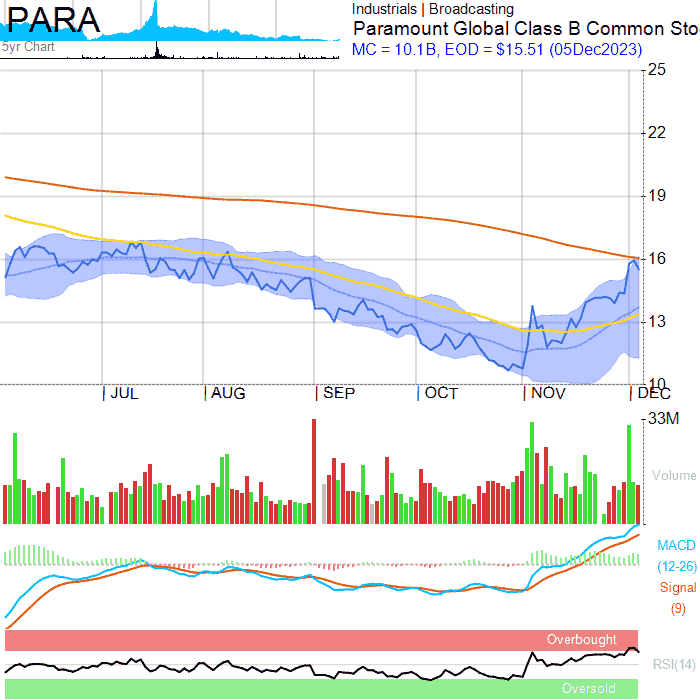 PARA
5yr Chart
Industrials | Broadcasting
Paramount Global Class B Common Sto
MC = 10.1B, EOD = $15.51 (05Dec2023)
25
22
19
16
13
10
JUL
AUG
SEP
OCT
NOV
DEC
33M
Volume
MACD
(12-26)
Signal
(9)
Overbought
RSI(14)
Oversold